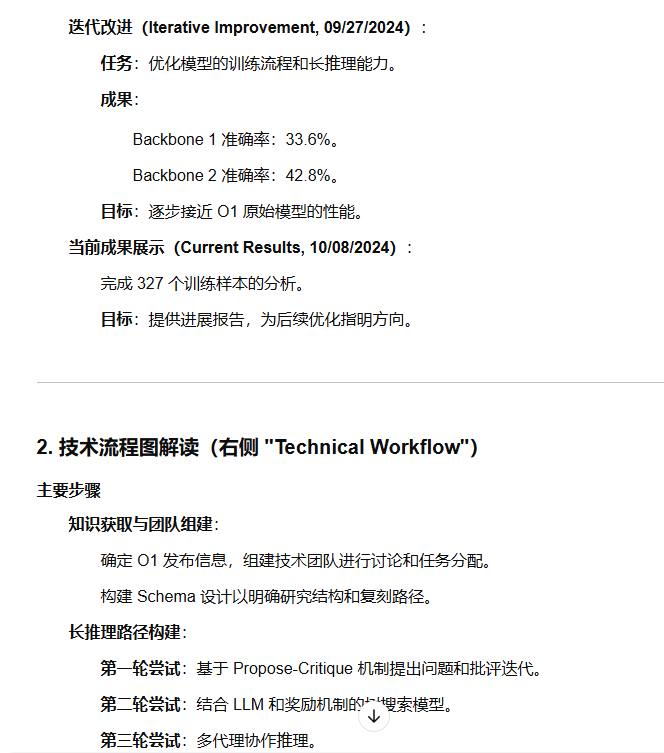 迭代改进（Iterative Improvement, 09/27/2024）:
任务：优化模型的训练流程和长推理能力。
成果：
Backbone 1 准确率：33.6%。
Backbone 2 准确率：42.8%。
目标：逐步接近 O1 原始模型的性能。
当前成果展示（Current Results, 10/08/2024）:
完成 327 个训练样本的分析。
目标：提供进展报告，为后续优化指明方向。
2. 技术流程图解读（右侧 "Technical Workflow"）
主要步骤
知识获取与团队组建：
确定 O1 发布信息，组建技术团队进行讨论和任务分配。
构建 Schema 设计以明确研究结构和复刻路径。
长推理路径构建：
第一轮尝试：基于 Propose-Critique 机制提出问题和批评迭代。
第二轮尝试：结合 LLM 和奖励机制的搜索模型。
第三轮尝试：多代理协作推理。